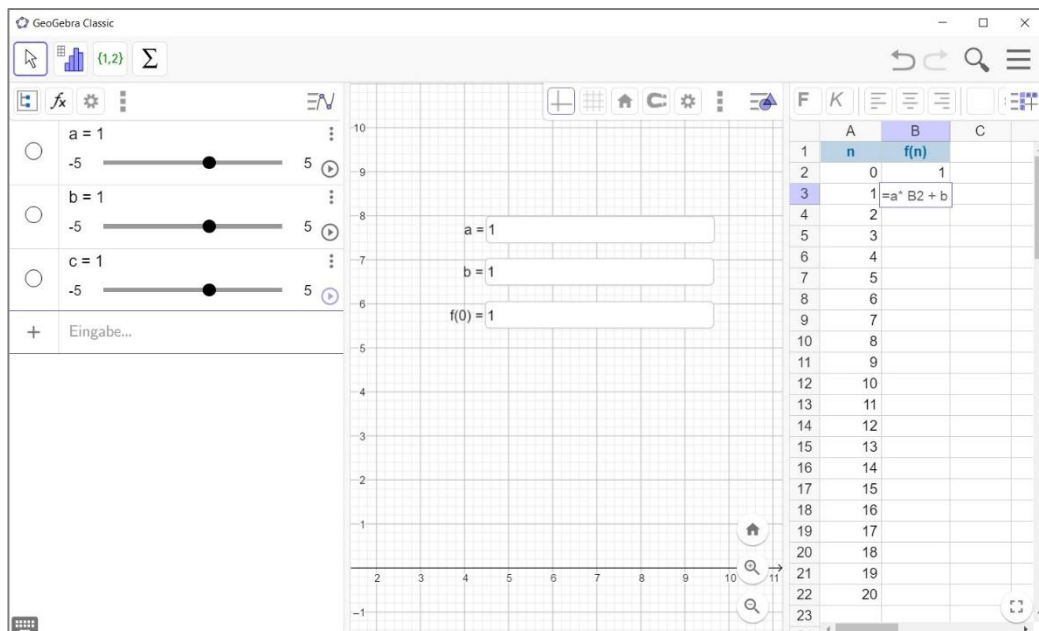 GeoGebra Classic
{1,2} Σ
fx
a = 1
-5 5
b = 1
-5 5
c = 1
-5 5
+ Eingabe...
10
9
8
7
6
5
4
3
2
1
-1
2 3 4 5 6 7 8 9 10 11
a = 1
b = 1
f(0) = 1
F K
A B C
1 n f(n)
2 0 1
3 1 =a* B2 + b
4 2
5 3
6 4
7 5
8 6
9 7
10 8
11 9
12 10
13 11
14 12
15 13
16 14
17 15
18 16
19 17
20 18
21 19
22 20
23